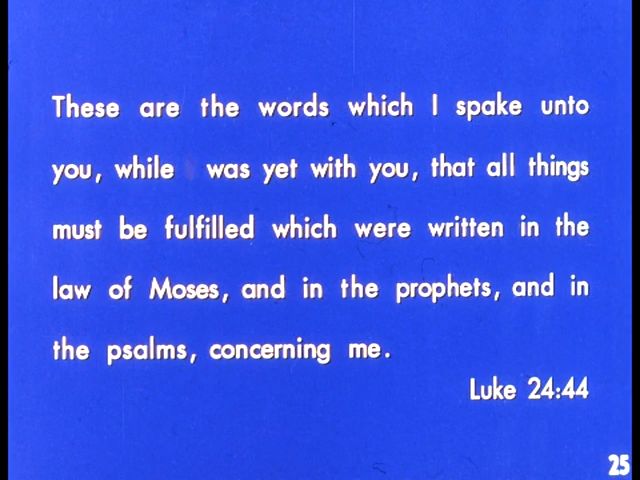 These are the words which I spake unto
you, while was yet with you, that all things
must be fulfilled which were written in the
law of Moses, and in the prophets, and in
the psalms, concerning me.
Luke 24:44
25